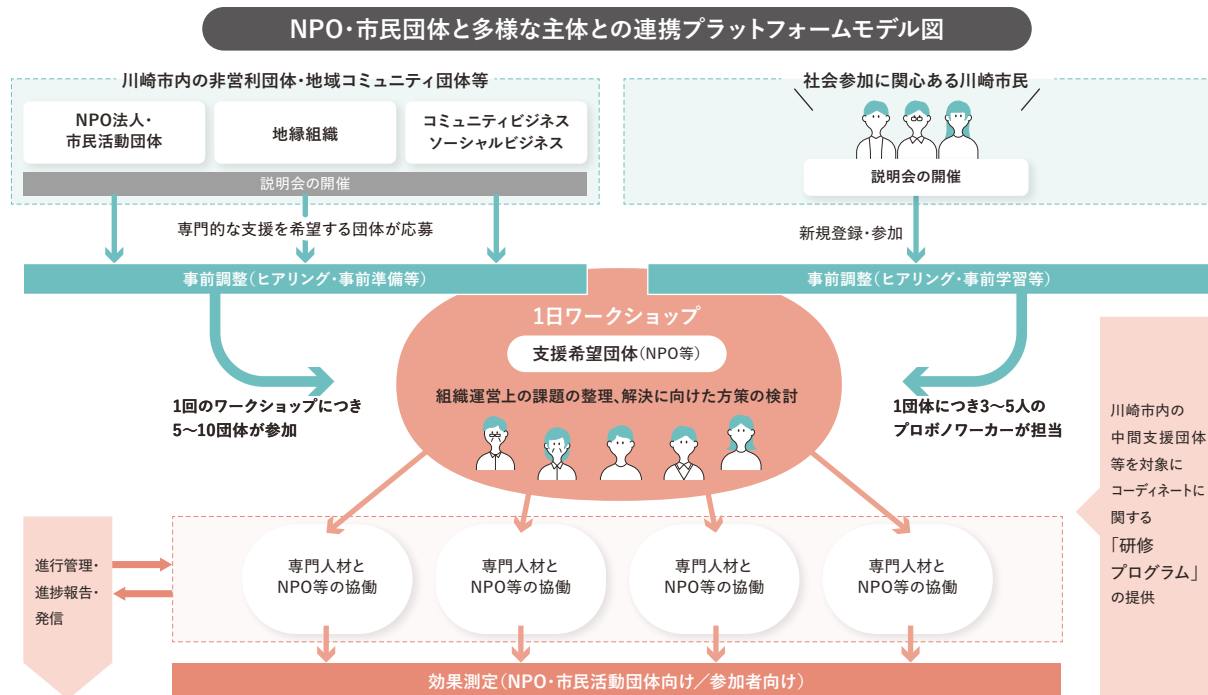 NPO・市民団体と多様な主体との連携プラットフォームモデル図
川崎市内の非営利団体・地域コミュニティ団体等
NPO法人・
市民活動団体
地縁組織
コミュニティビジネス
ソーシャルビジネス
説明会の開催
専門的な支援を希望する団体が応募
事前調整(ヒアリング・事前準備等)
社会参加に関心ある川崎市民
説明会の開催
新規登録・参加
事前調整(ヒアリング・事前学習等)
1日ワークショップ
支援希望団体(NPO等)
組織運営上の課題の整理、解決に向けた方策の検討
1回のワークショップにつき
5〜10団体が参加
1団体につき3〜5人の
プロボノワーカーが担当
川崎市内の
中間支援団体
等を対象に
コーディネートに
関する
「研修
プログラム」
の提供
進行管理・
進捗報告・
発信
専門人材と
NPO等の協働
専門人材と
NPO等の協働
専門人材と
NPO等の協働
専門人材と
NPO等の協働
効果測定(NPO・市民活動団体向け/参加者向け)